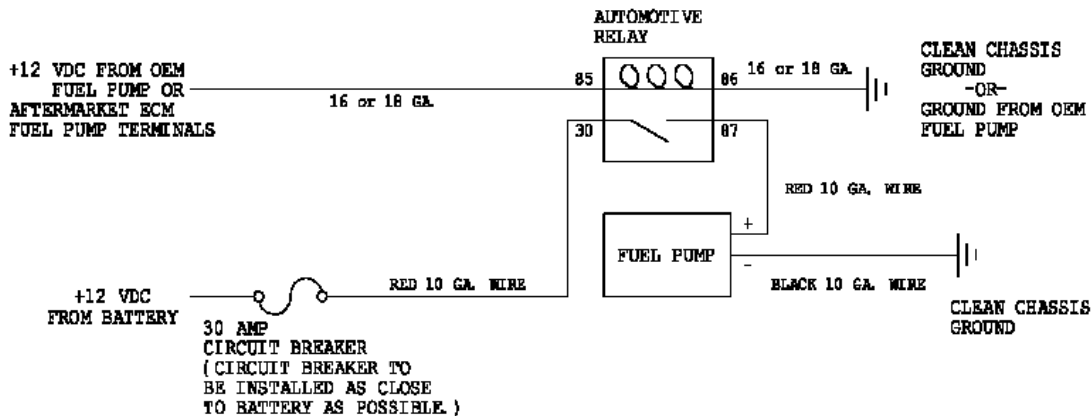 AUTOMOTIVE
RELAY
+12 VDC FROM OEM
FUEL PUMP OR
AFTERMARKET ECM
FUEL PUMP TERMINALS
16 or 18 GA.
85
86
30
87
16 or 18 GA.
CLEAN CHASSIS
GROUND
-OR-
GROUND FROM OEM
FUEL PUMP
RED 10 GA. WIRE
FUEL PUMP
+
-
BLACK 10 GA. WIRE
CLEAN CHASSIS
GROUND
+12 VDC
FROM BATTERY
RED 10 GA. WIRE
30 AMP
CIRCUIT BREAKER
(CIRCUIT BREAKER TO
BE INSTALLED AS CLOSE
TO BATTERY AS POSSIBLE.)